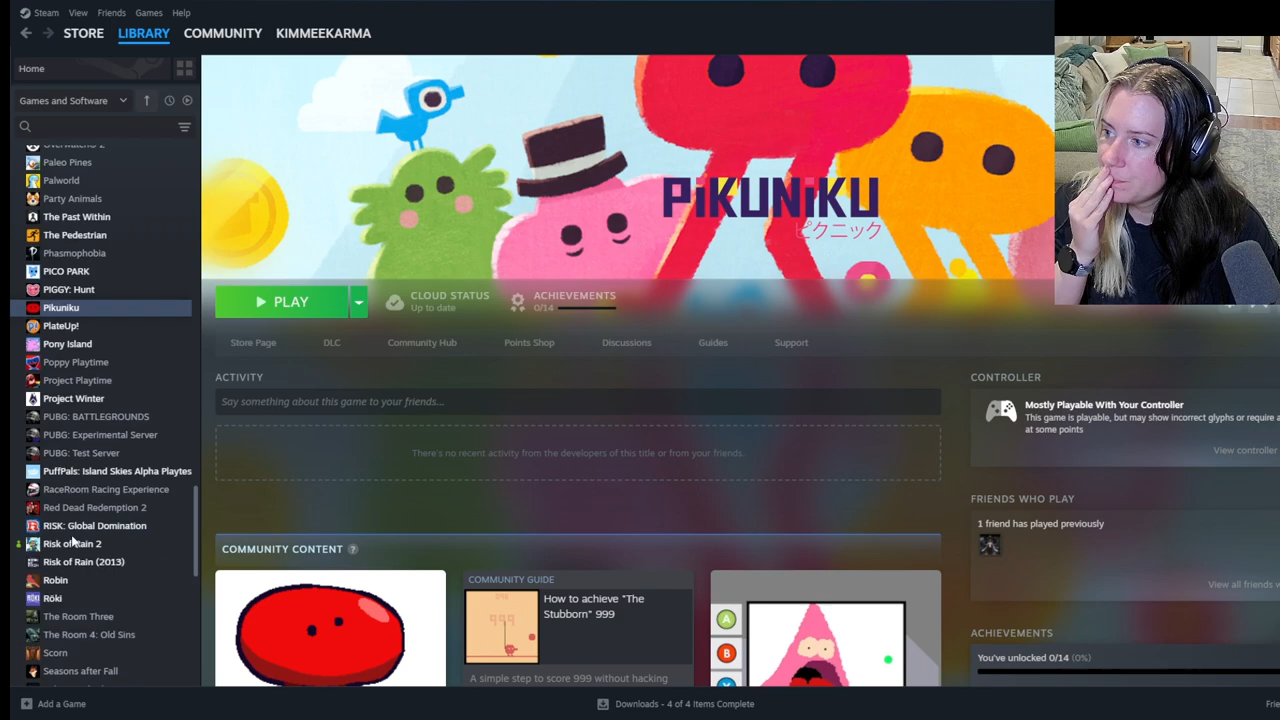 Steam View Friends Games Help
STORE LIBRARY COMMUNITY KIMMEEKARMA
Home
Games and Software
Overwatch® 2
Paleo Pines
Palworld
Party Animals
The Past Within
The Pedestrian
Phasmophobia
PICO PARK
PIGGY: Hunt
Pikuniku
PlateUp!
Pony Island
Poppy Playtime
Project Playtime
Project Winter
PUBG: BATTLEGROUNDS
PUBG: Experimental Server
PUBG: Test Server
PuffPals: Island Skies Alpha Playtes
RaceRoom Racing Experience
Red Dead Redemption 2
RISK: Global Domination
Risk of Rain 2
Risk of Rain (2013)
Robin
Röki
The Room Three
The Room 4: Old Sins
Scorn
Seasons after Fall
PiKUNiKU
ピクニック
PLAY
CLOUD STATUS
Up to date
ACHIEVEMENTS
0/14
Store Page DLC Community Hub Points Shop Discussions Guides Support
ACTIVITY
Say something about this game to your friends...
There's no recent activity from the developers of this title or from your friends.
COMMUNITY CONTENT ?
COMMUNITY GUIDE
How to achieve "The
Stubborn" 999
999
A simple step to score 999 without hacking
A
B
X
CONTROLLER
Mostly Playable With Your Controller
This game is playable, but may show incorrect glyphs or require a
at some points
View controller
FRIENDS WHO PLAY
1 friend has played previously
View all friends w
ACHIEVEMENTS
You've unlocked 0/14 (0%)
Add a Game
Downloads - 4 of 4 Items Complete
Frie